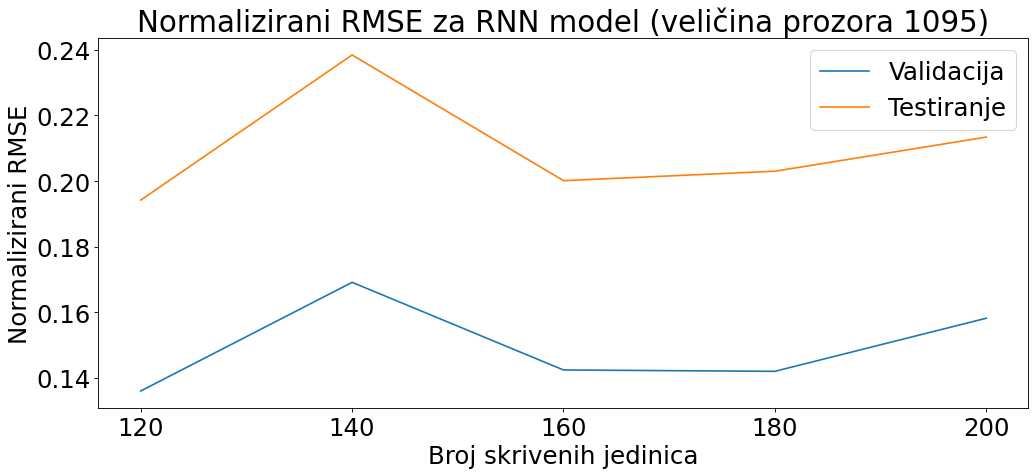 Normalizirani RMSE za RNN model (veličina prozora 1095)
Validacija
Testiranje
Normalizirani RMSE
0.24
0.22
0.20
0.18
0.16
0.14
120 140 160 180 200
Broj skrivenih jedinica